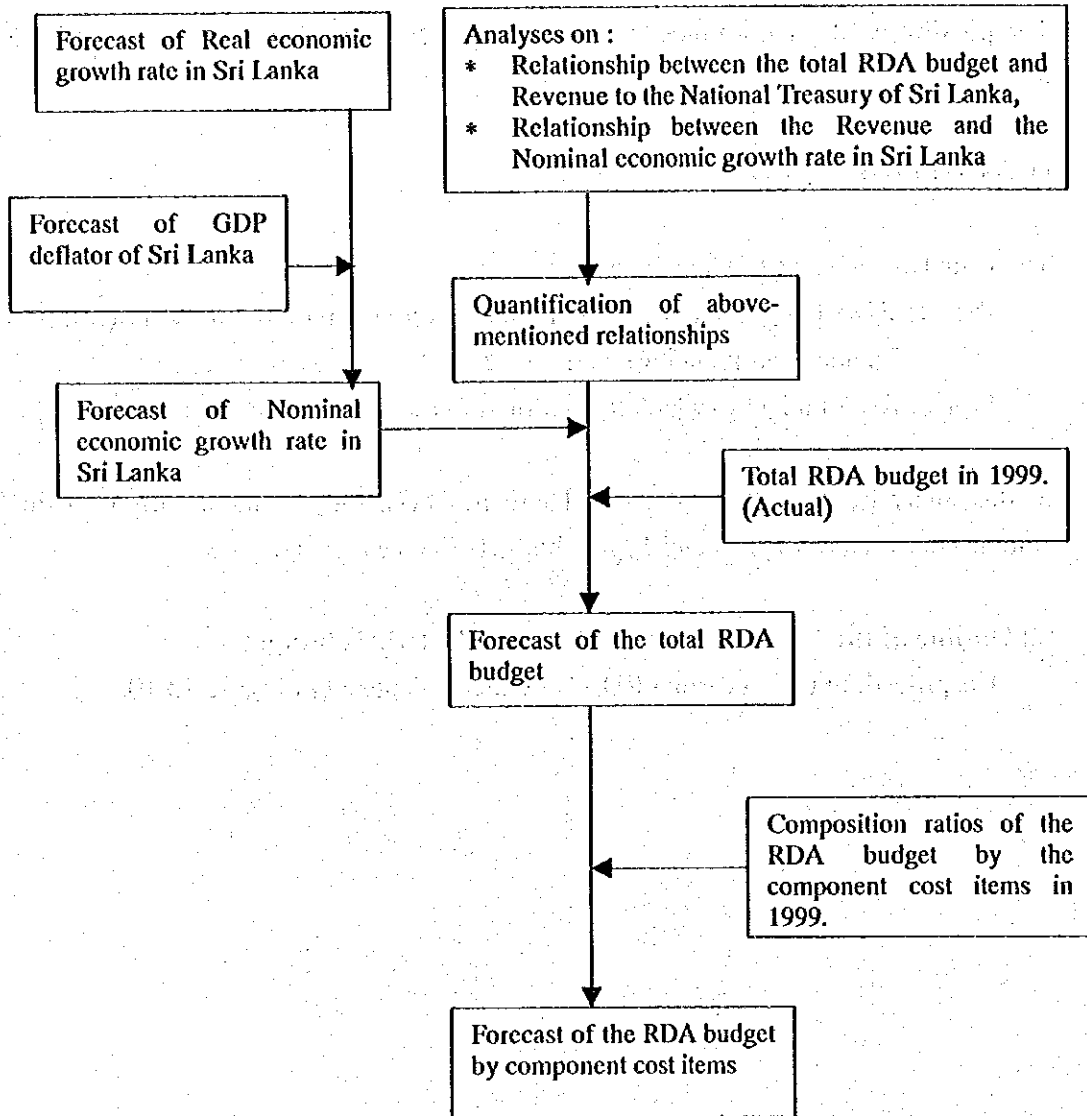 Forecast of Real economic
growth rate in Sri Lanka
Analyses on :
* Relationship between the total RDA budget and
Revenue to the National Treasury of Sri Lanka,
* Relationship between the Revenue and the
Nominal economic growth rate in Sri Lanka
Forecast of GDP
deflator of Sri Lanka
Quantification of above-
mentioned relationships
Forecast of Nominal
economic growth rate in
Sri Lanka
Total RDA budget in 1999.
(Actual)
Forecast of the total RDA
budget
Composition ratios of the
RDA budget by the
component cost items in
1999.
Forecast of the RDA budget
by component cost items